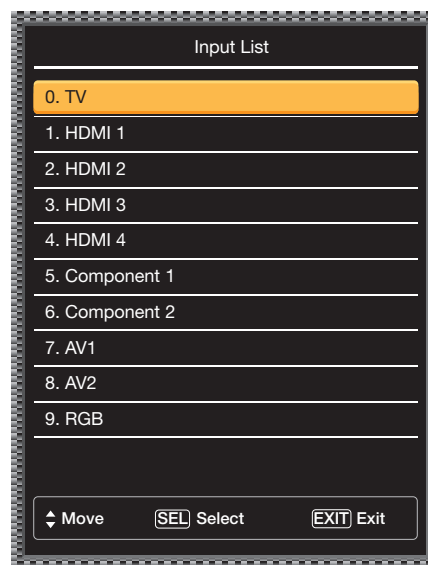 Input List
0. TV
1. HDMI 1
2. HDMI 2
3. HDMI 3
4. HDMI 4
5. Component 1
6. Component 2
7. AV1
8. AV2
9. RGB
Move SEL Select EXIT Exit